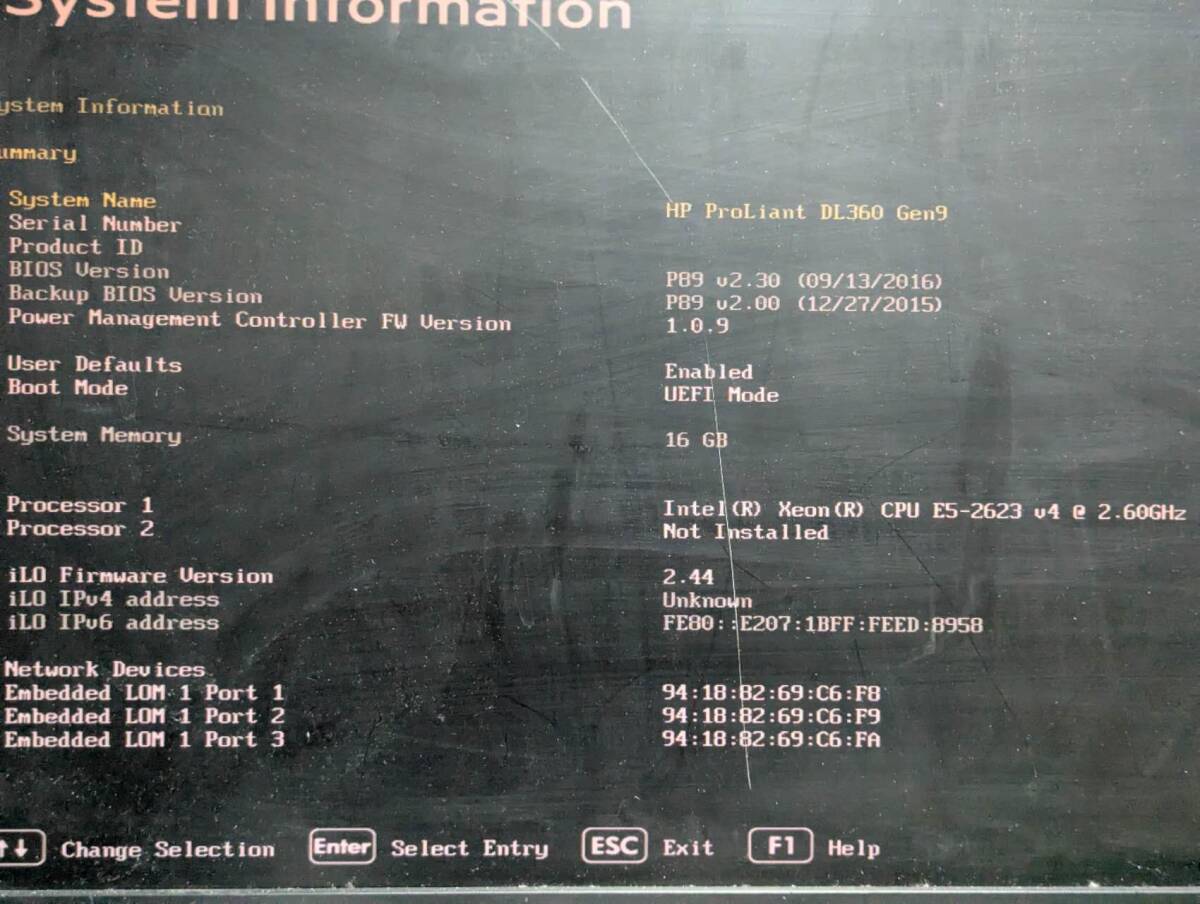 System Information
ystem Information
ummary
System Name HP ProLiant DL360 Gen9
Serial Number
Product ID
BIOS Version P89 v2.30 (09/13/2016)
Backup BIOS Version P89 v2.00 (12/27/2015)
Power Management Controller FW Version 1.0.9
User Defaults Enabled
Boot Mode UEFI Mode
System Memory 16 GB
Processor 1 Intel(R) Xeon(R) CPU E5-2623 v4 @ 2.60GHz
Processor 2 Not Installed
iLO Firmware Version 2.44
iLO IPv4 address Unknown
iLO IPv6 address FE80::E207:1BFF:FEED:8958
Network Devices
Embedded LOM 1 Port 1 94:18:82:69:C6:F8
Embedded LOM 1 Port 2 94:18:82:69:C6:F9
Embedded LOM 1 Port 3 94:18:82:69:C6:FA
↑↓ Change Selection Enter Select Entry ESC Exit F1 Help